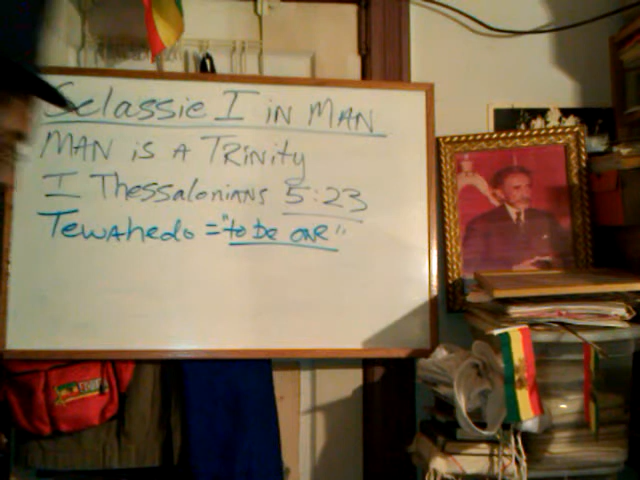 Selassie I in Man
Man is a Trinity
I Thessalonians 5:23
Tewahedo = "to be one"